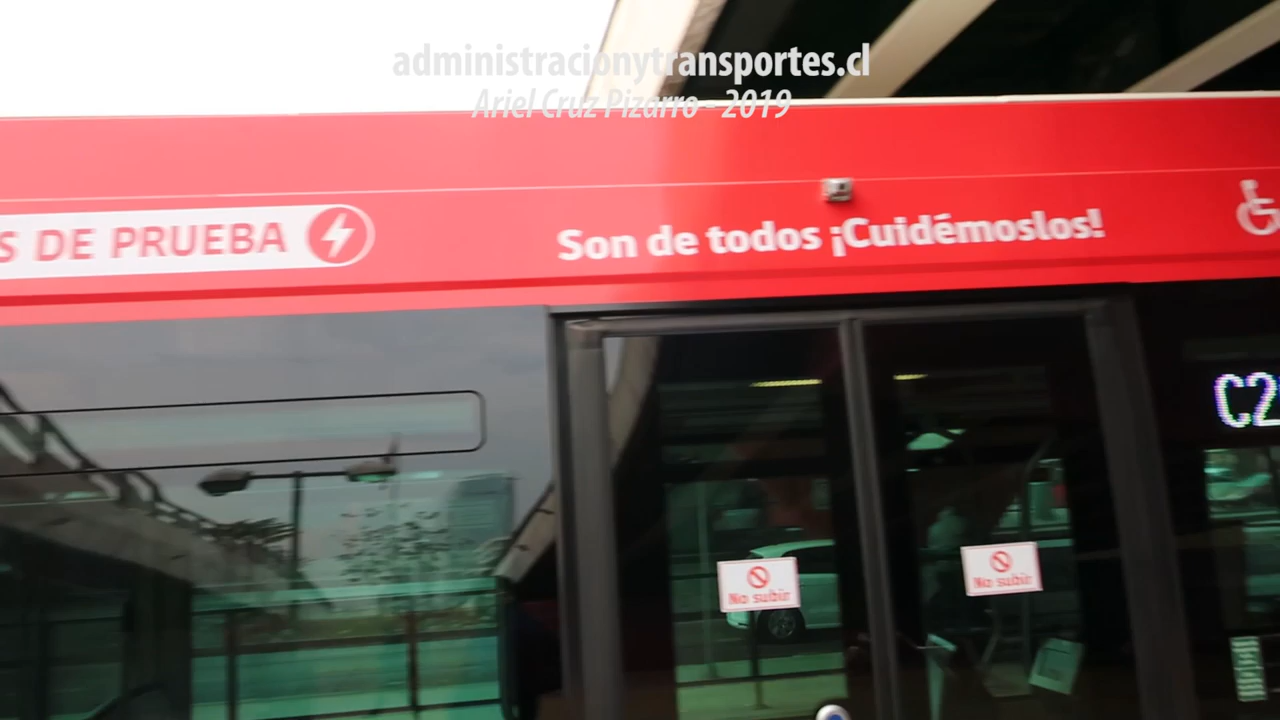 administracionytransportes.cl
Ariel Cruz Pizarro - 2019
S DE PRUEBA
Son de todos ¡Cuidémoslos!
C2
No subir
No subir